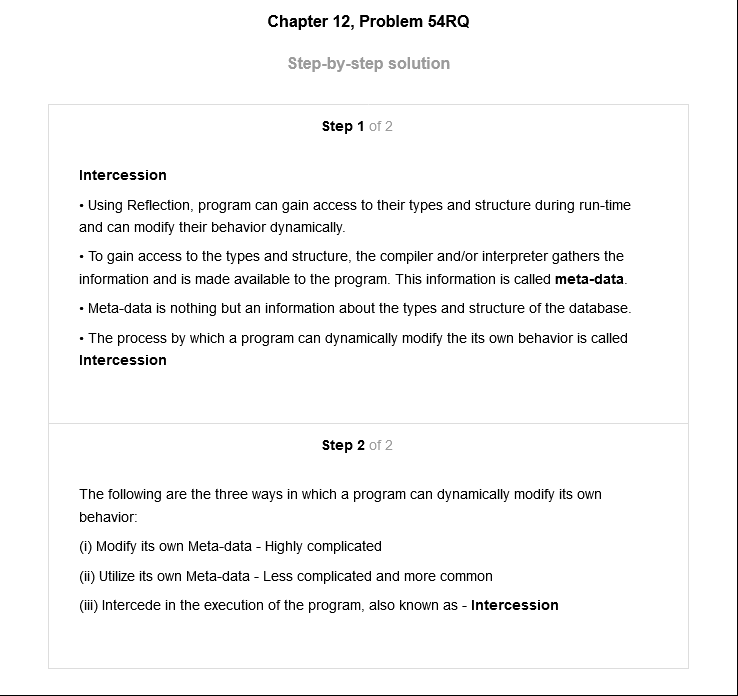 Chapter 12, Problem 54RQ
Step-by-step solution
Step 1 of 2
Intercession
• Using Reflection, program can gain access to their types and structure during run-time
and can modify their behavior dynamically.
• To gain access to the types and structure, the compiler and/or interpreter gathers the
information and is made available to the program. This information is called meta-data.
• Meta-data is nothing but an information about the types and structure of the database.
• The process by which a program can dynamically modify the its own behavior is called
Intercession
Step 2 of 2
The following are the three ways in which a program can dynamically modify its own
behavior:
(i) Modify its own Meta-data - Highly complicated
(ii) Utilize its own Meta-data - Less complicated and more common
(iii) Intercede in the execution of the program, also known as - Intercession